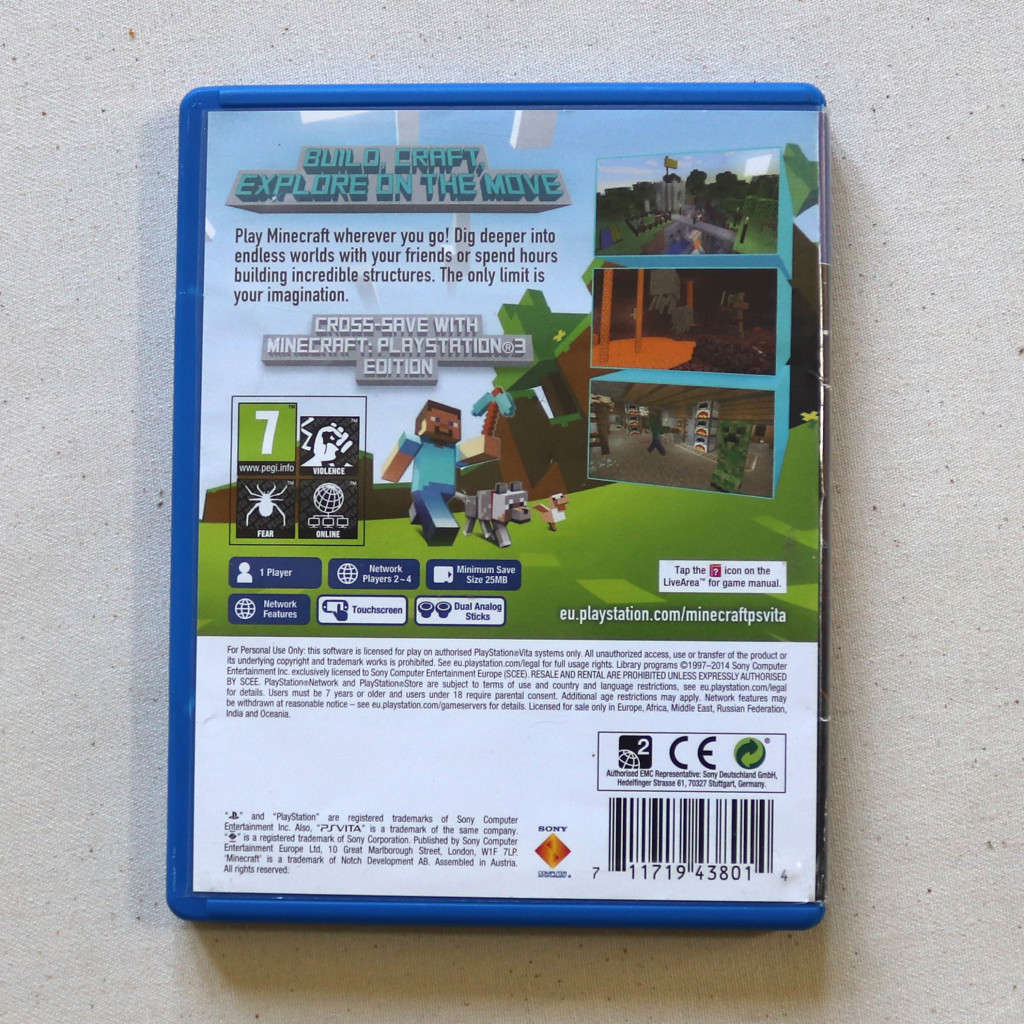 BUILD, CRAFT,
EXPLORE ON THE MOVE
Play Minecraft wherever you go! Dig deeper into
endless worlds with your friends or spend hours
building incredible structures. The only limit is
your imagination.
CROSS-SAVE WITH
MINECRAFT: PLAYSTATION®3
EDITION
7™
www.pegi.info
VIOLENCE
FEAR
ONLINE
1 Player
Network
Players 2~4
Minimum Save
Size 25MB
Network
Features
Touchscreen
Dual Analog
Sticks
Tap the ? icon on the
LiveArea™ for game manual.
eu.playstation.com/minecraftpsvita
For Personal Use Only: this software is licensed for play on authorised PlayStation®Vita systems only. All unauthorized access, use or transfer of the product or
its underlying copyright and trademark works is prohibited. See eu.playstation.com/legal for full usage rights. Library programs ©1997–2014 Sony Computer
Entertainment Inc. exclusively licensed to Sony Computer Entertainment Europe (SCEE). RESALE AND RENTAL ARE PROHIBITED UNLESS EXPRESSLY AUTHORISED
BY SCEE. PlayStation®Network and PlayStation®Store are subject to terms of use and country and language restrictions, see eu.playstation.com/legal
for details. Users must be 7 years or older and users under 18 require parental consent. Additional age restrictions may apply. Network features may
be withdrawn at reasonable notice – see eu.playstation.com/gameservers for details. Licensed for sale only in Europe, Africa, Middle East, Russian Federation,
India and Oceania.
2 CE ®
Authorised EMC Representative: Sony Deutschland GmbH,
Hedelfinger Strasse 61, 70327 Stuttgart, Germany.
" " and "PlayStation" are registered trademarks of Sony Computer
Entertainment Inc. Also, "PSVITA" is a trademark of the same company.
" " is a registered trademark of Sony Corporation. Published by Sony Computer
Entertainment Europe Ltd, 10 Great Marlborough Street, London, W1F 7LP.
'Minecraft' is a trademark of Notch Development AB. Assembled in Austria.
All rights reserved.
SONY
COMPUTER
7 11719 43801 4